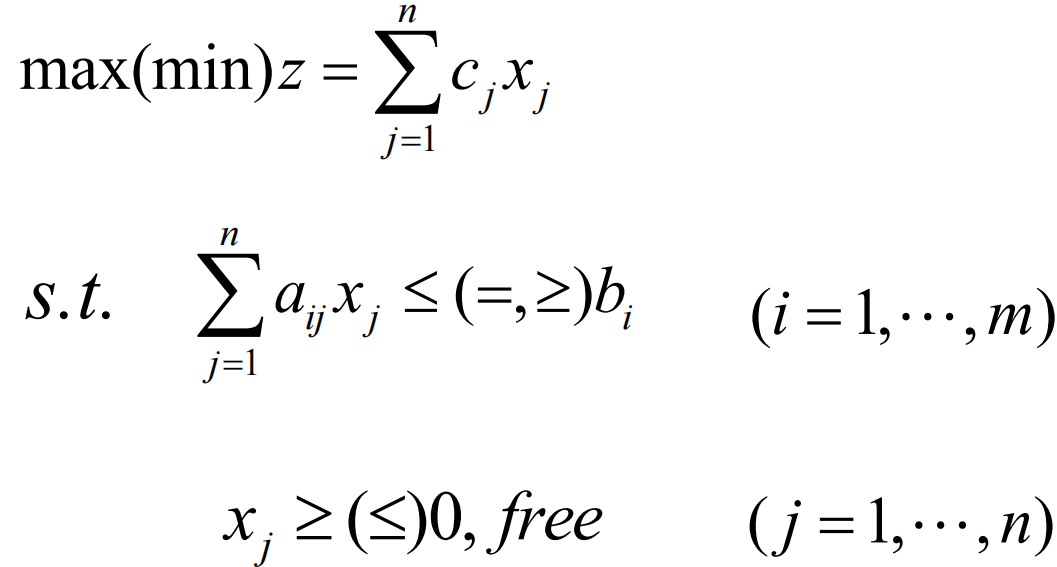 max(min)z = ∑_{j=1}^{n} c_j x_j
s.t. ∑_{j=1}^{n} a_{ij} x_j ≤ (=,≥)b_i (i = 1,⋯,m)
x_j ≥ (≤)0, free (j = 1,⋯,n)